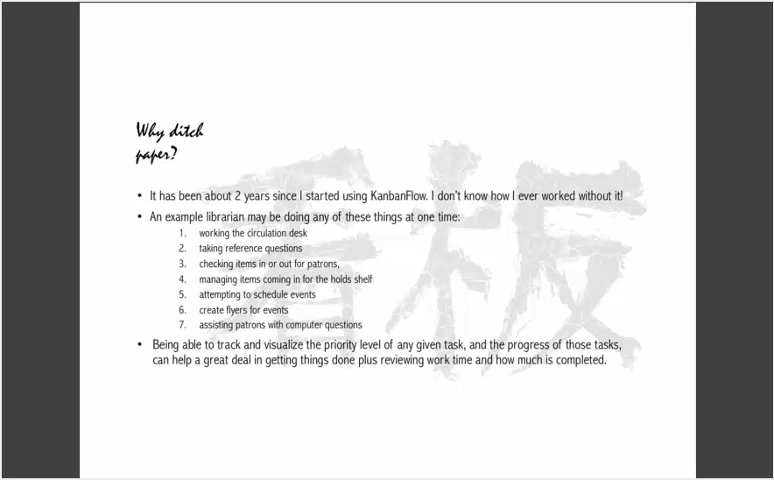 Why ditch
paper?
看板
• It has been about 2 years since I started using KanbanFlow. I don't know how I ever worked without it!
• An example librarian may be doing any of these things at one time:
1. working the circulation desk
2. taking reference questions
3. checking items in or out for patrons,
4. managing items coming in for the holds shelf
5. attempting to schedule events
6. create flyers for events
7. assisting patrons with computer questions
• Being able to track and visualize the priority level of any given task, and the progress of those tasks,
can help a great deal in getting things done plus reviewing work time and how much is completed.